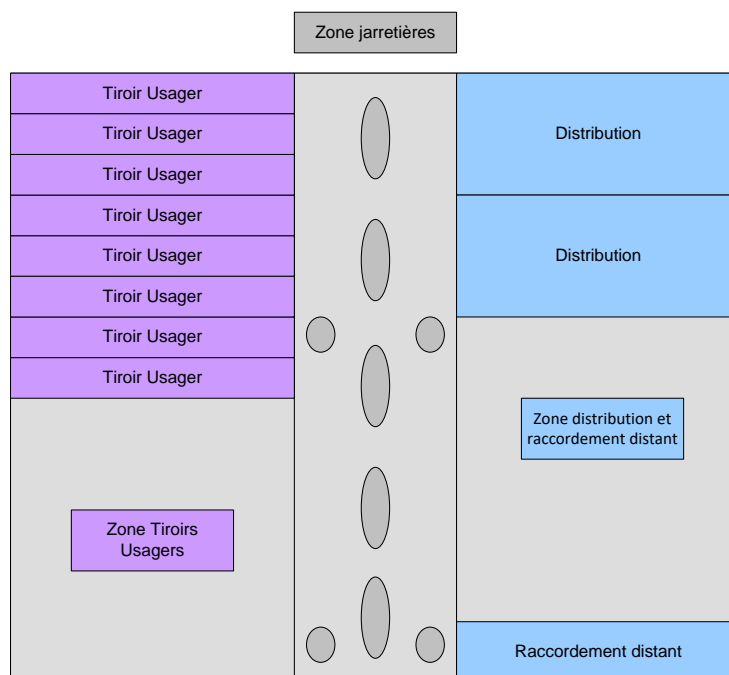 Zone jarretières
Tiroir Usager
Tiroir Usager
Tiroir Usager
Tiroir Usager
Tiroir Usager
Tiroir Usager
Tiroir Usager
Tiroir Usager
Zone Tiroirs
Usagers
Distribution
Distribution
Zone distribution et
raccordement distant
Raccordement distant